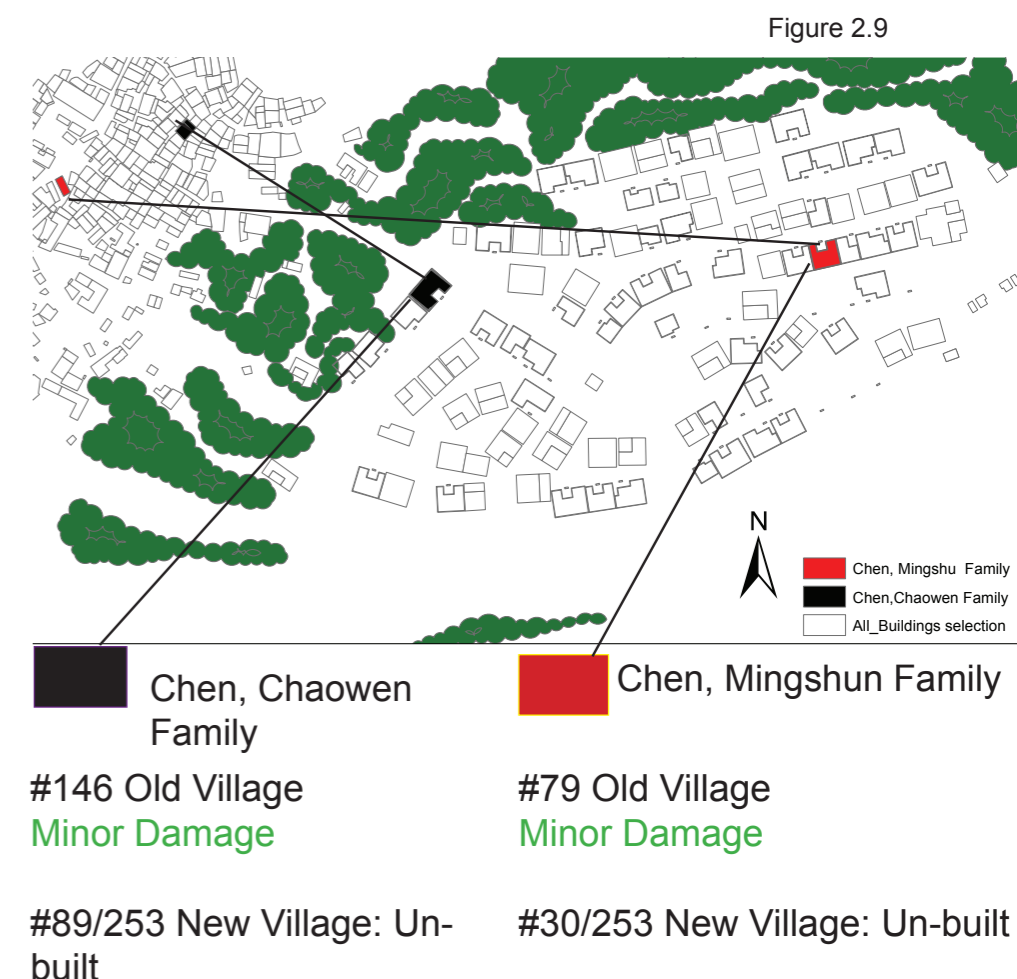 Figure 2.9
N
Chen, Mingshu Family
Chen,Chaowen Family
All_Buildings selection
Chen, Chaowen
Family
#146 Old Village
Minor Damage
#89/253 New Village: Un-
built
Chen, Mingshun Family
#79 Old Village
Minor Damage
#30/253 New Village: Un-built